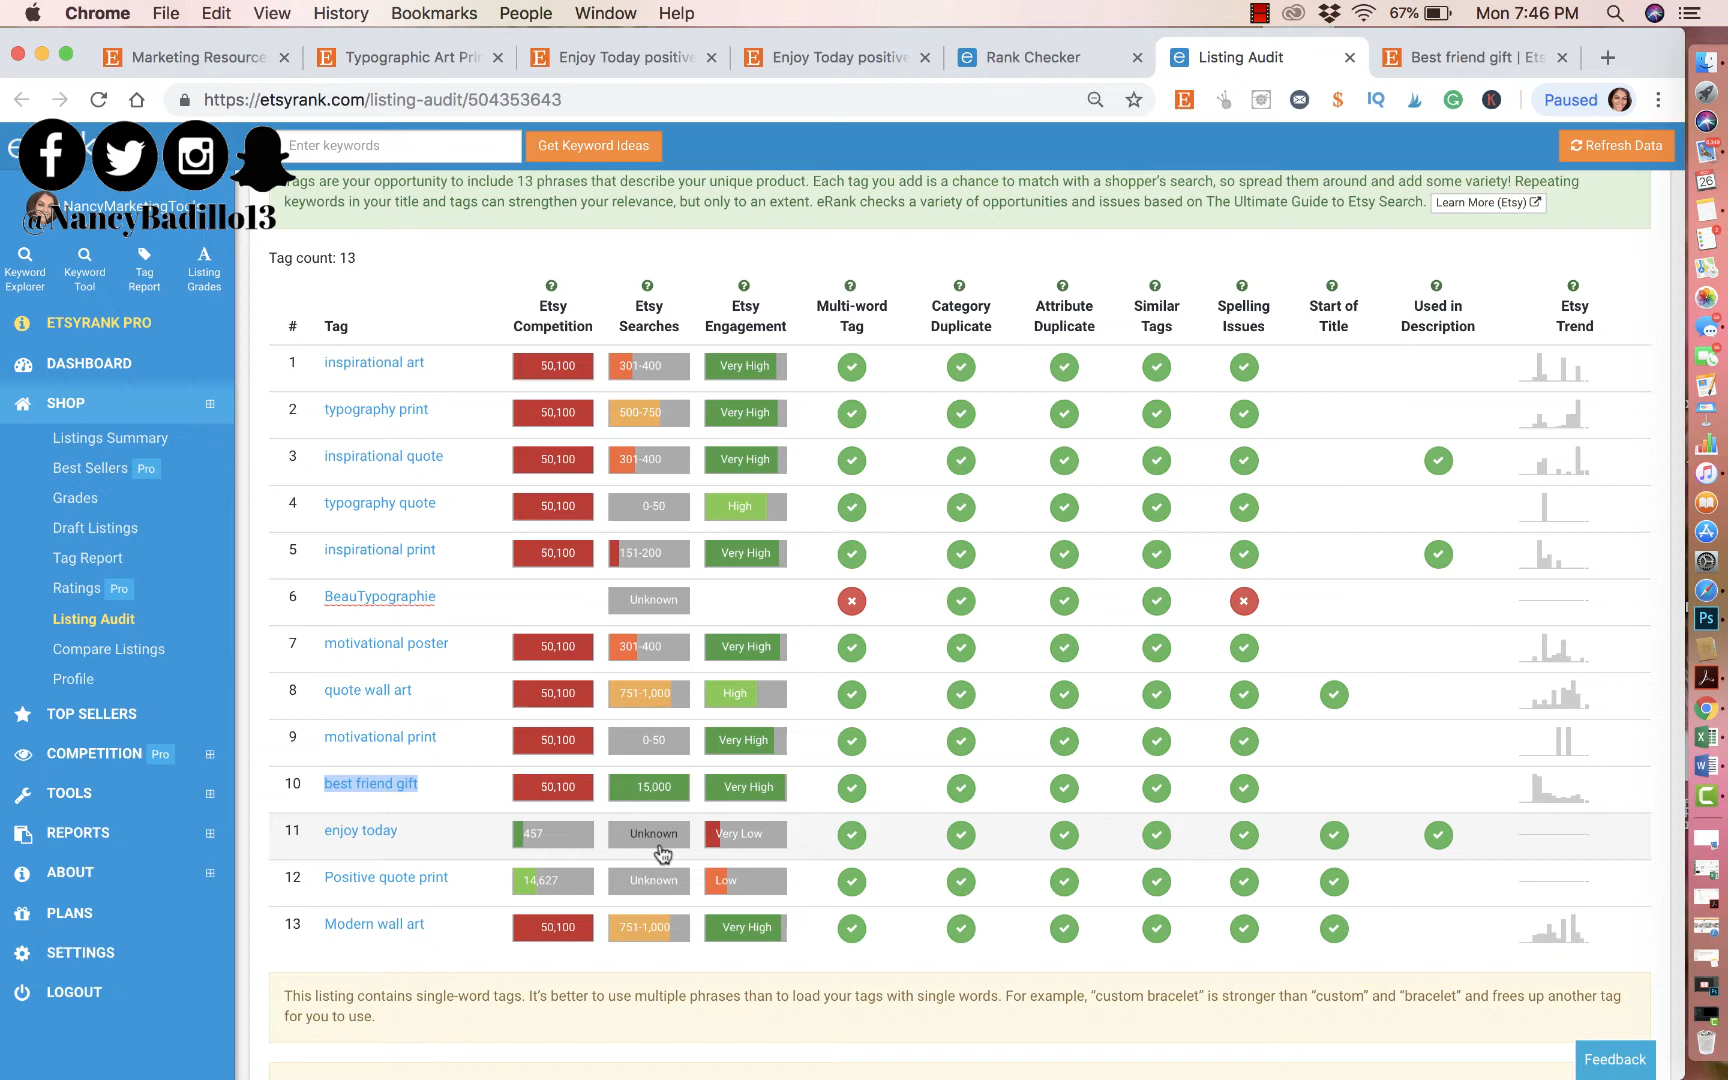 Chrome File Edit View History Bookmarks People Window Help 67% Mon 7:46 PM
Marketing Resource Typographic Art Prin Enjoy Today positive Enjoy Today positive Rank Checker Listing Audit Best friend gift | Ets
https://etsyrank.com/listing-audit/504353643
Paused
Enter keywords
Get Keyword Ideas
Refresh Data
@NancyBadillo13
NancyMarketingTools
Keyword Explorer
Keyword Tool
Tag Report
Listing Grades
ETSYRANK PRO
DASHBOARD
SHOP
Listings Summary
Best Sellers Pro
Grades
Draft Listings
Tag Report
Ratings Pro
Listing Audit
Compare Listings
Profile
TOP SELLERS
COMPETITION Pro
TOOLS
REPORTS
ABOUT
PLANS
SETTINGS
LOGOUT
Tags are your opportunity to include 13 phrases that describe your unique product. Each tag you add is a chance to match with a shopper's search, so spread them around and add some variety! Repeating
keywords in your title and tags can strengthen your relevance, but only to an extent. eRank checks a variety of opportunities and issues based on The Ultimate Guide to Etsy Search. Learn More (Etsy)
Tag count: 13
# Tag Etsy Competition Etsy Searches Etsy Engagement Multi-word Tag Category Duplicate Attribute Duplicate Similar Tags Spelling Issues Start of Title Used in Description Etsy Trend
1 inspirational art 50,100 301-400 Very High
2 typography print 50,100 500-750 Very High
3 inspirational quote 50,100 301-400 Very High
4 typography quote 50,100 0-50 High
5 inspirational print 50,100 151-200 Very High
6 BeauTypographie Unknown
7 motivational poster 50,100 301-400 Very High
8 quote wall art 50,100 751-1,000 High
9 motivational print 50,100 0-50 Very High
10 best friend gift 50,100 15,000 Very High
11 enjoy today 457 Unknown Very Low
12 Positive quote print 14,627 Unknown Low
13 Modern wall art 50,100 751-1,000 Very High
This listing contains single-word tags. It's better to use multiple phrases than to load your tags with single words. For example, "custom bracelet" is stronger than "custom" and "bracelet" and frees up another tag
for you to use.
Feedback